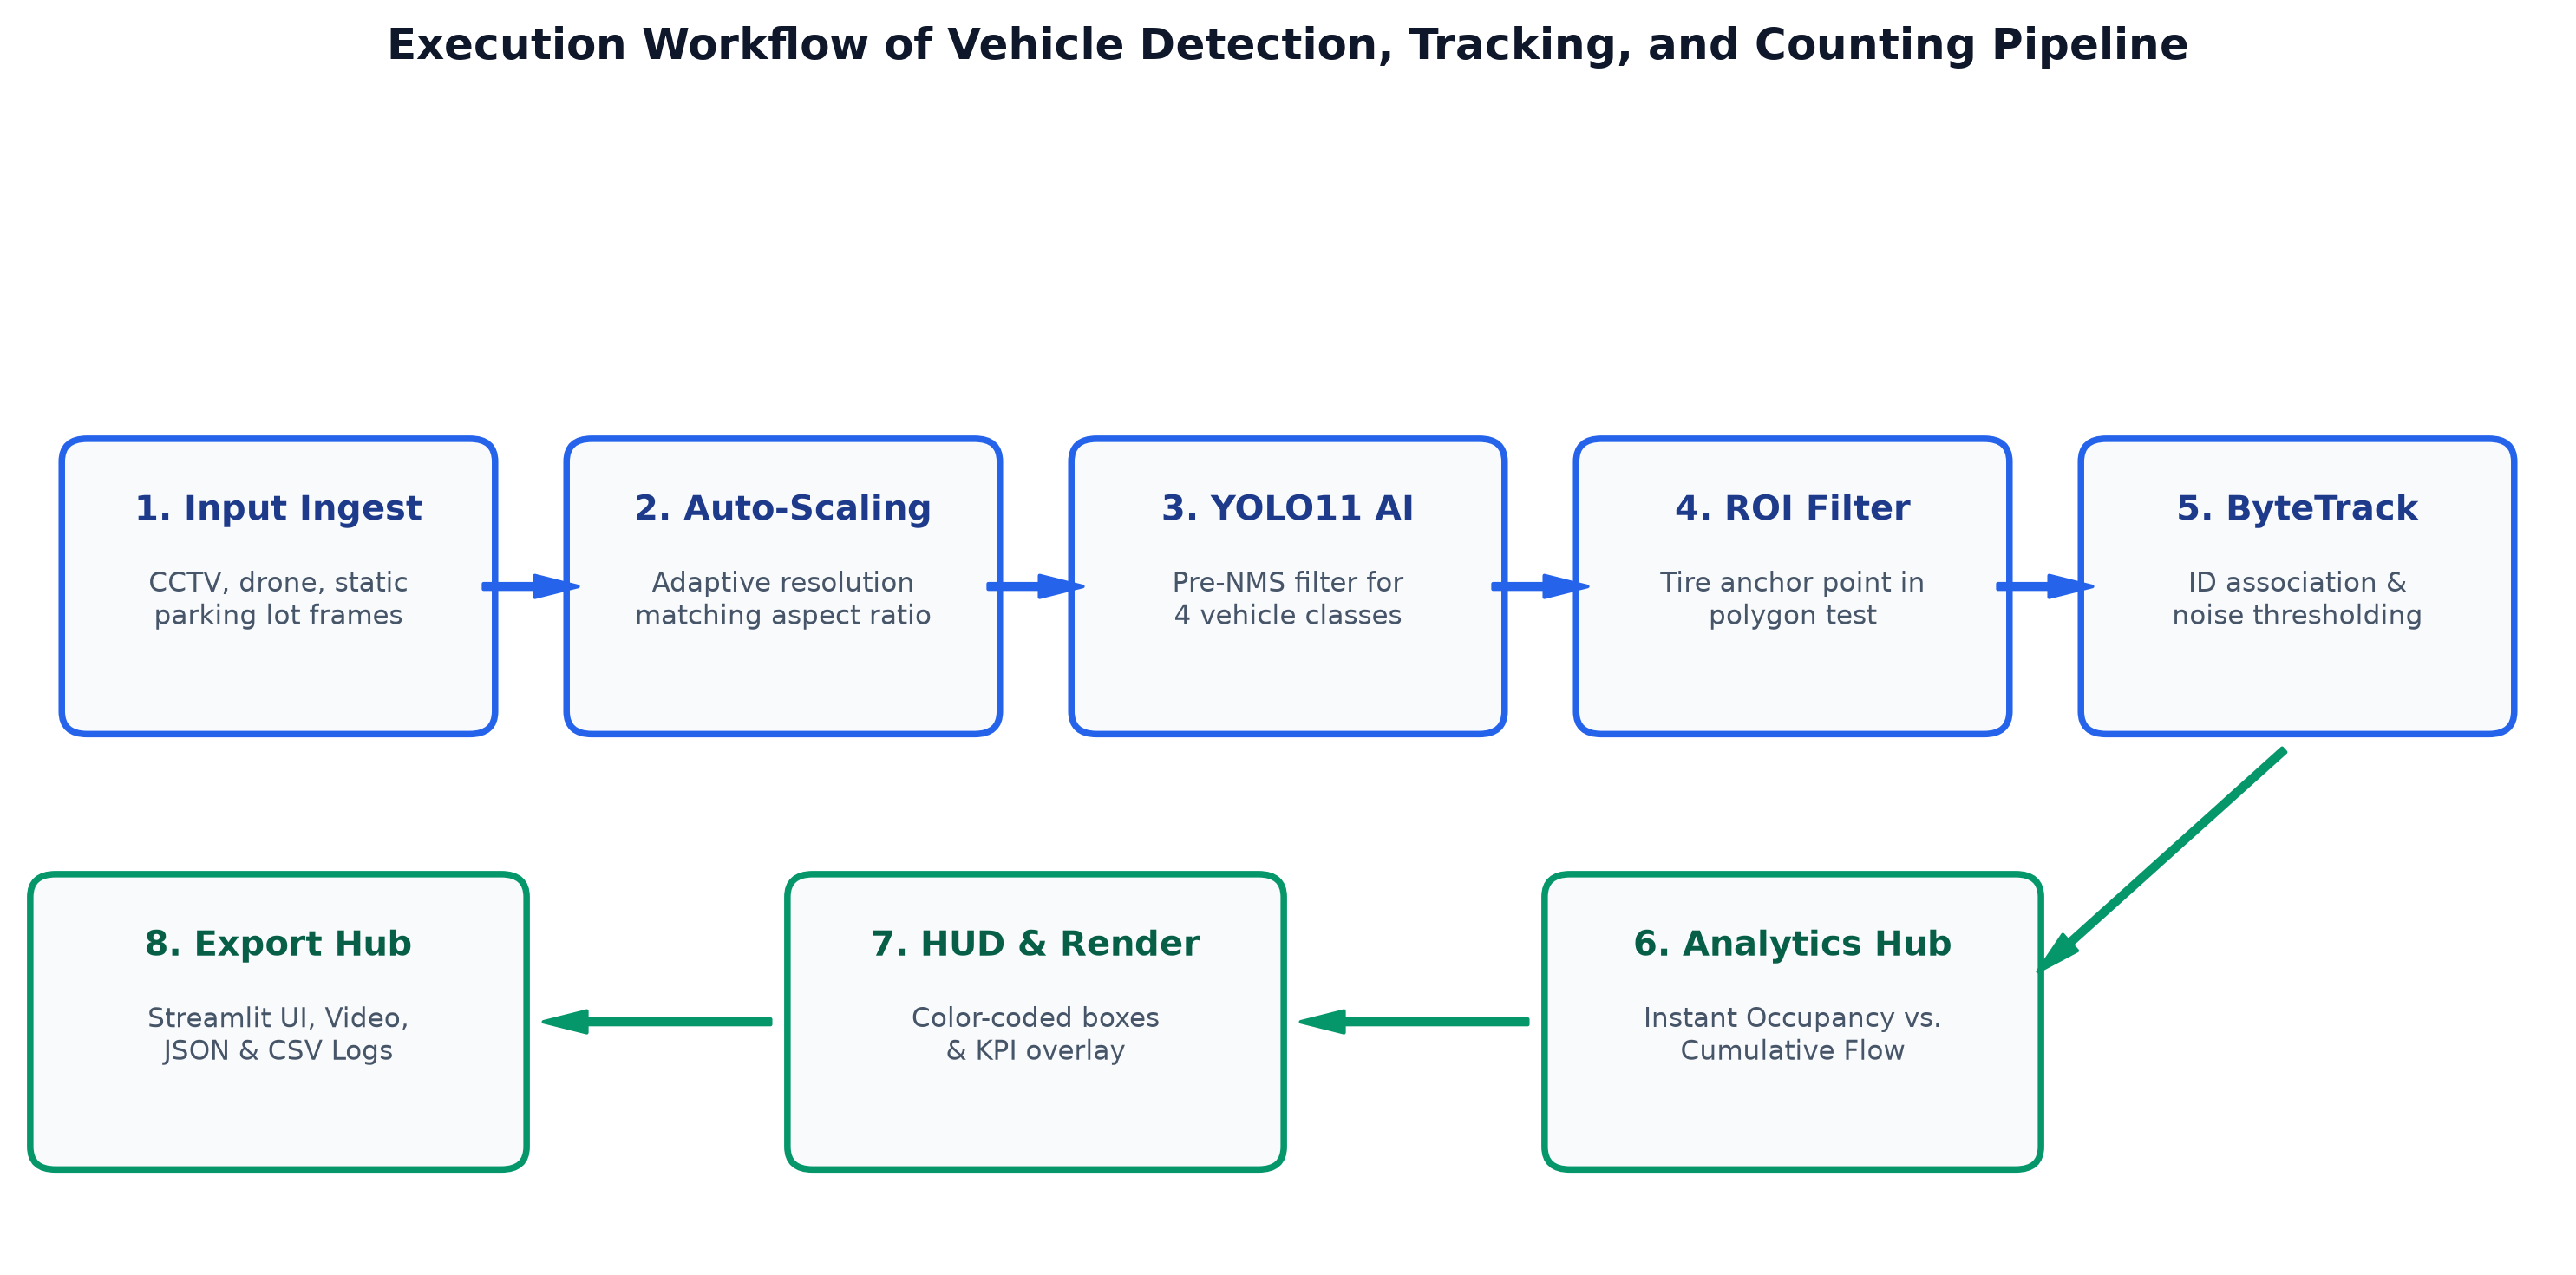 Execution Workflow of Vehicle Detection, Tracking, and Counting Pipeline
1. Input Ingest
CCTV, drone, static
parking lot frames
2. Auto-Scaling
Adaptive resolution
matching aspect ratio
3. YOLO11 AI
Pre-NMS filter for
4 vehicle classes
4. ROI Filter
Tire anchor point in
polygon test
5. ByteTrack
ID association &
noise thresholding
6. Analytics Hub
Instant Occupancy vs.
Cumulative Flow
7. HUD & Render
Color-coded boxes
& KPI overlay
8. Export Hub
Streamlit UI, Video,
JSON & CSV Logs